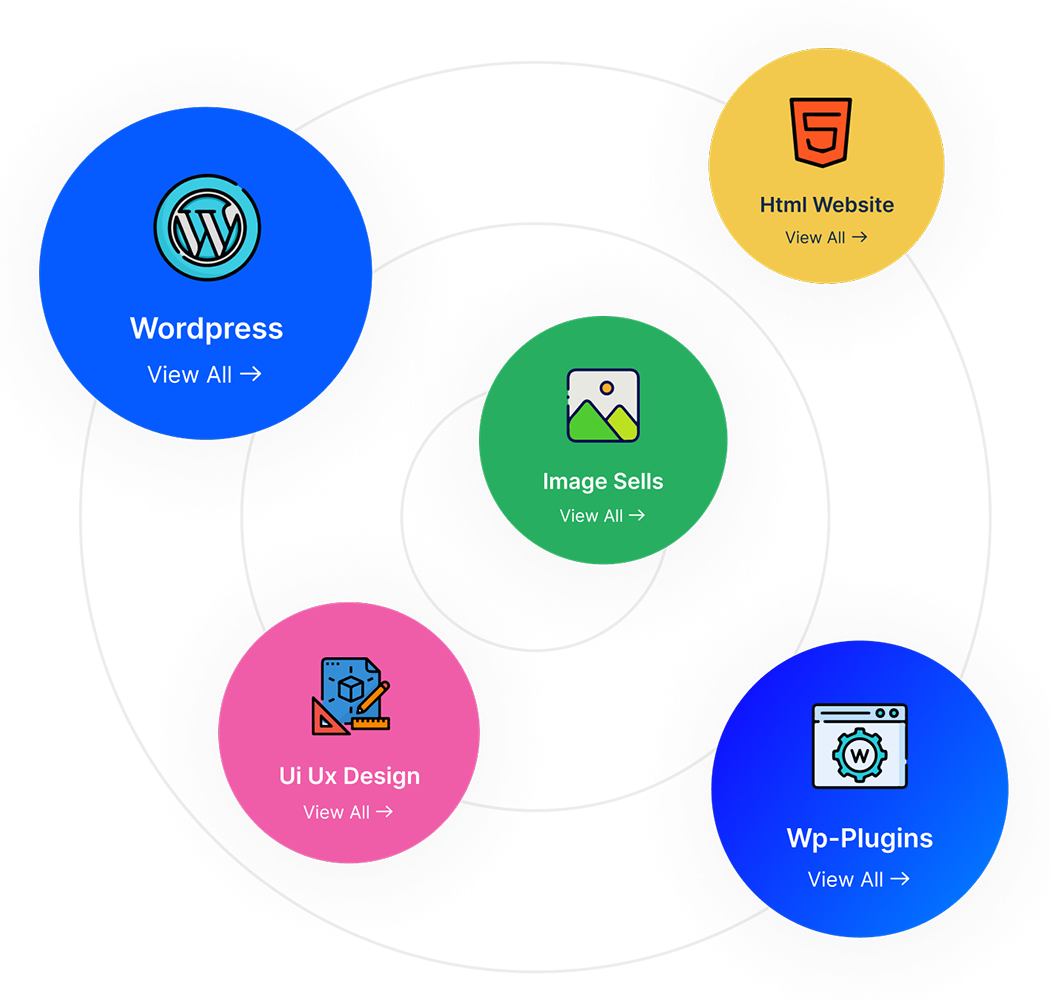 Html Website
View All →
Wordpress
View All →
Image Sells
View All →
Ui Ux Design
View All →
W
Wp-Plugins
View All →